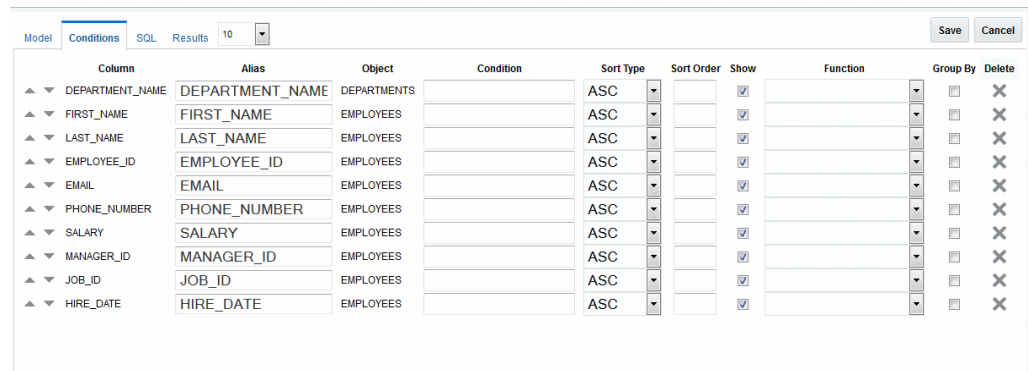 Model Conditions SQL Results 10 Save Cancel
Column Alias Object Condition Sort Type Sort Order Show Function Group By Delete
DEPARTMENT_NAME DEPARTMENT_NAME DEPARTMENTS ASC
FIRST_NAME FIRST_NAME EMPLOYEES ASC
LAST_NAME LAST_NAME EMPLOYEES ASC
EMPLOYEE_ID EMPLOYEE_ID EMPLOYEES ASC
EMAIL EMAIL EMPLOYEES ASC
PHONE_NUMBER PHONE_NUMBER EMPLOYEES ASC
SALARY SALARY EMPLOYEES ASC
MANAGER_ID MANAGER_ID EMPLOYEES ASC
JOB_ID JOB_ID EMPLOYEES ASC
HIRE_DATE HIRE_DATE EMPLOYEES ASC